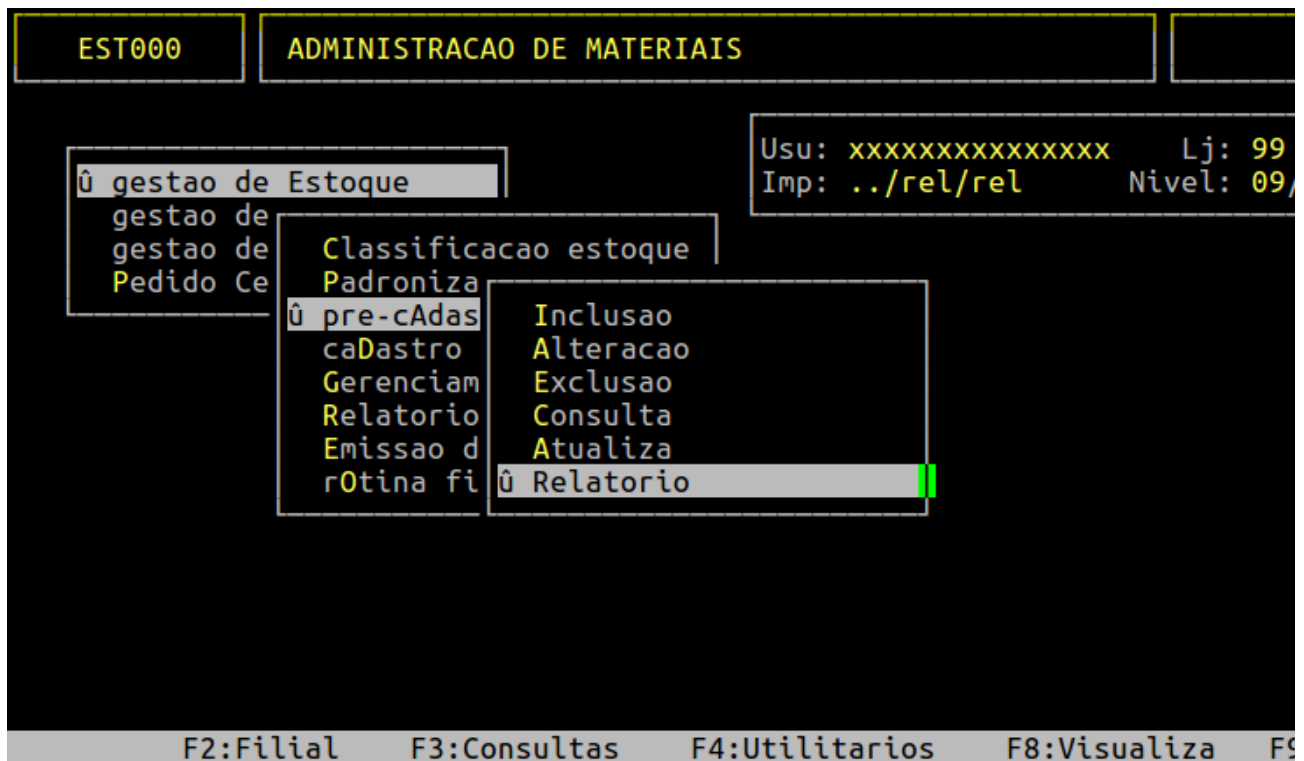 EST000 ADMINISTRACAO DE MATERIAIS
Usu: xxxxxxxxxxxxxxx Lj: 99
Imp: ../rel/rel Nivel: 09/
û gestao de Estoque
gestao de
gestao de
Pedido Ce
Classificacao estoque
Padroniza
û pre-cAdas
caDastro
Gerenciam
Relatorio
Emissao d
rOtina fi
Inclusao
Alteracao
Exclusao
Consulta
Atualiza
û Relatorio
F2:Filial F3:Consultas F4:Utilitarios F8:Visualiza F9